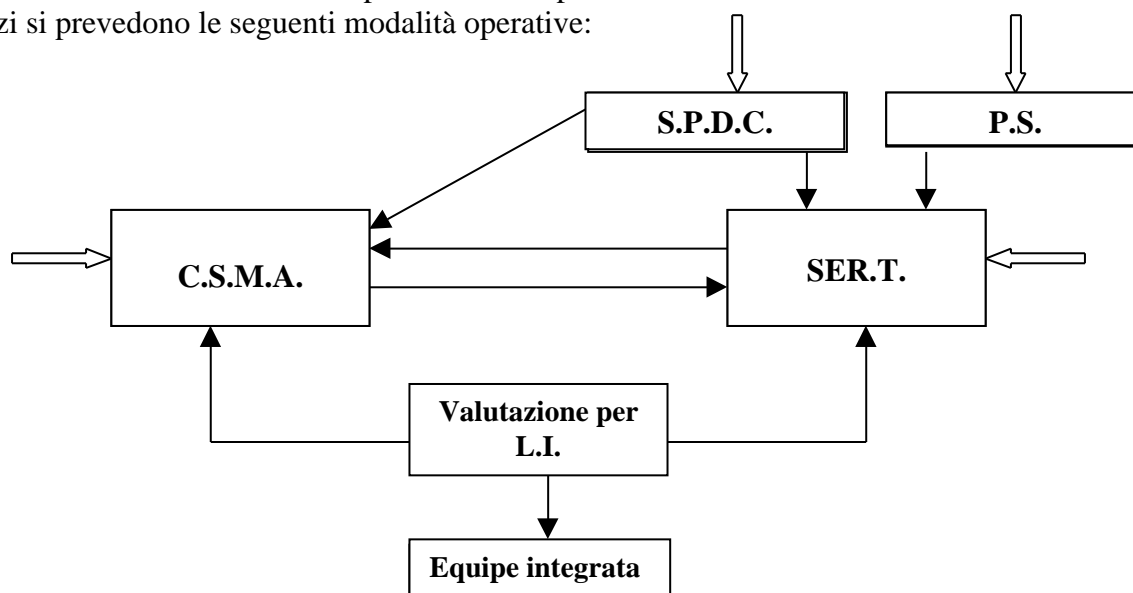 zi si prevedono le seguenti modalità operative:
S.P.D.C.
P.S.
C.S.M.A.
SER.T.
Valutazione per
L.I.
Equipe integrata